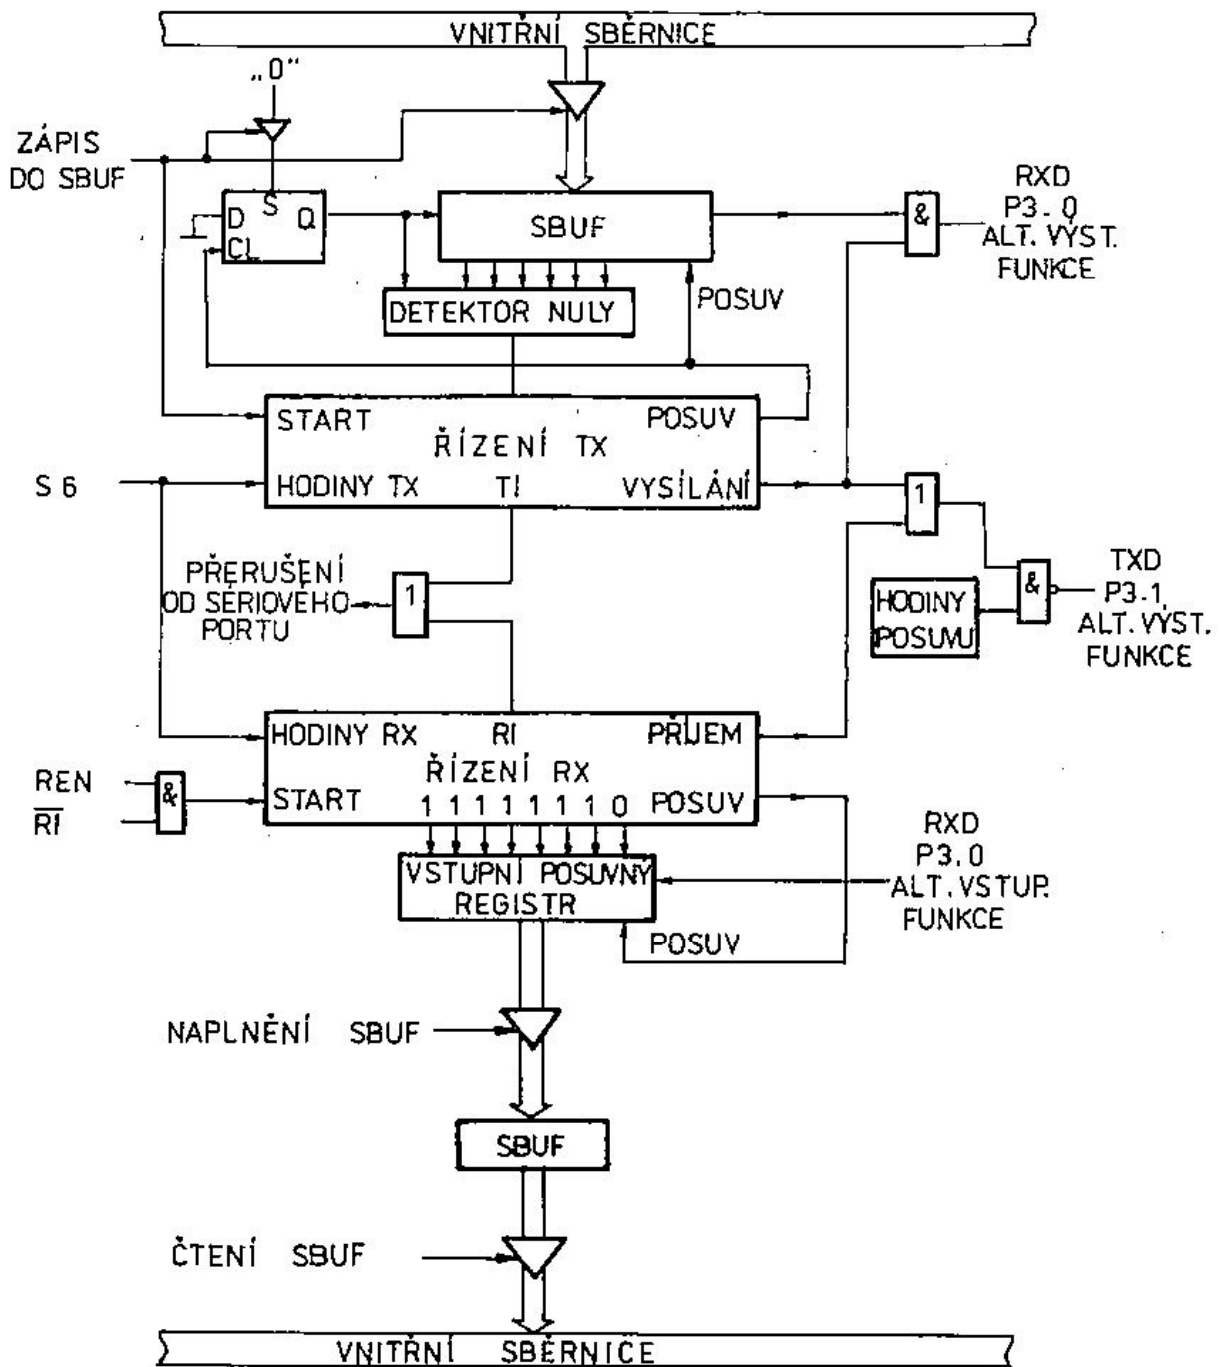 VNITŘNÍ SBĚRNICE
„0"
ZÁPIS
DO SBUF
S
D Q
CL
SBUF
&
RXD
P3.0
ALT. VÝST.
FUNKCE
DETEKTOR NULY
POSUV
START POSUV
ŘÍZENÍ TX
S6
HODINY TX TI VYSÍLÁNÍ
1
PŘERUŠENÍ
OD SÉRIOVÉHO
PORTU
1
HODINY
POSUVU
&
TXD
P3.1
ALT. VÝST.
FUNKCE
HODINY RX RI PŘÍJEM
ŘÍZENÍ RX
REN
RI
&
START 1 1 1 1 1 1 1 0 POSUV
VSTUPNÍ POSUVNÝ
REGISTR
RXD
P3.0
ALT. VSTUP.
FUNKCE
POSUV
NAPLNĚNÍ SBUF
SBUF
ČTENÍ SBUF
VNITŘNÍ SBĚRNICE